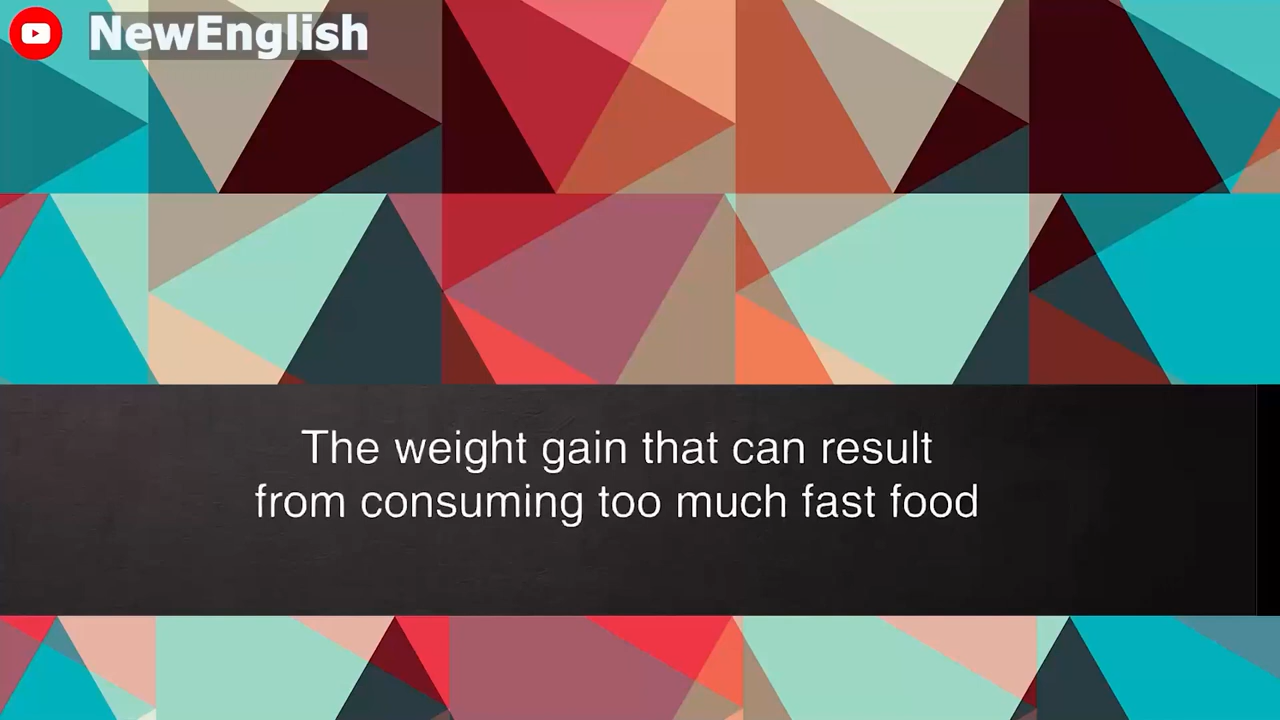 NewEnglish
The weight gain that can result
from consuming too much fast food